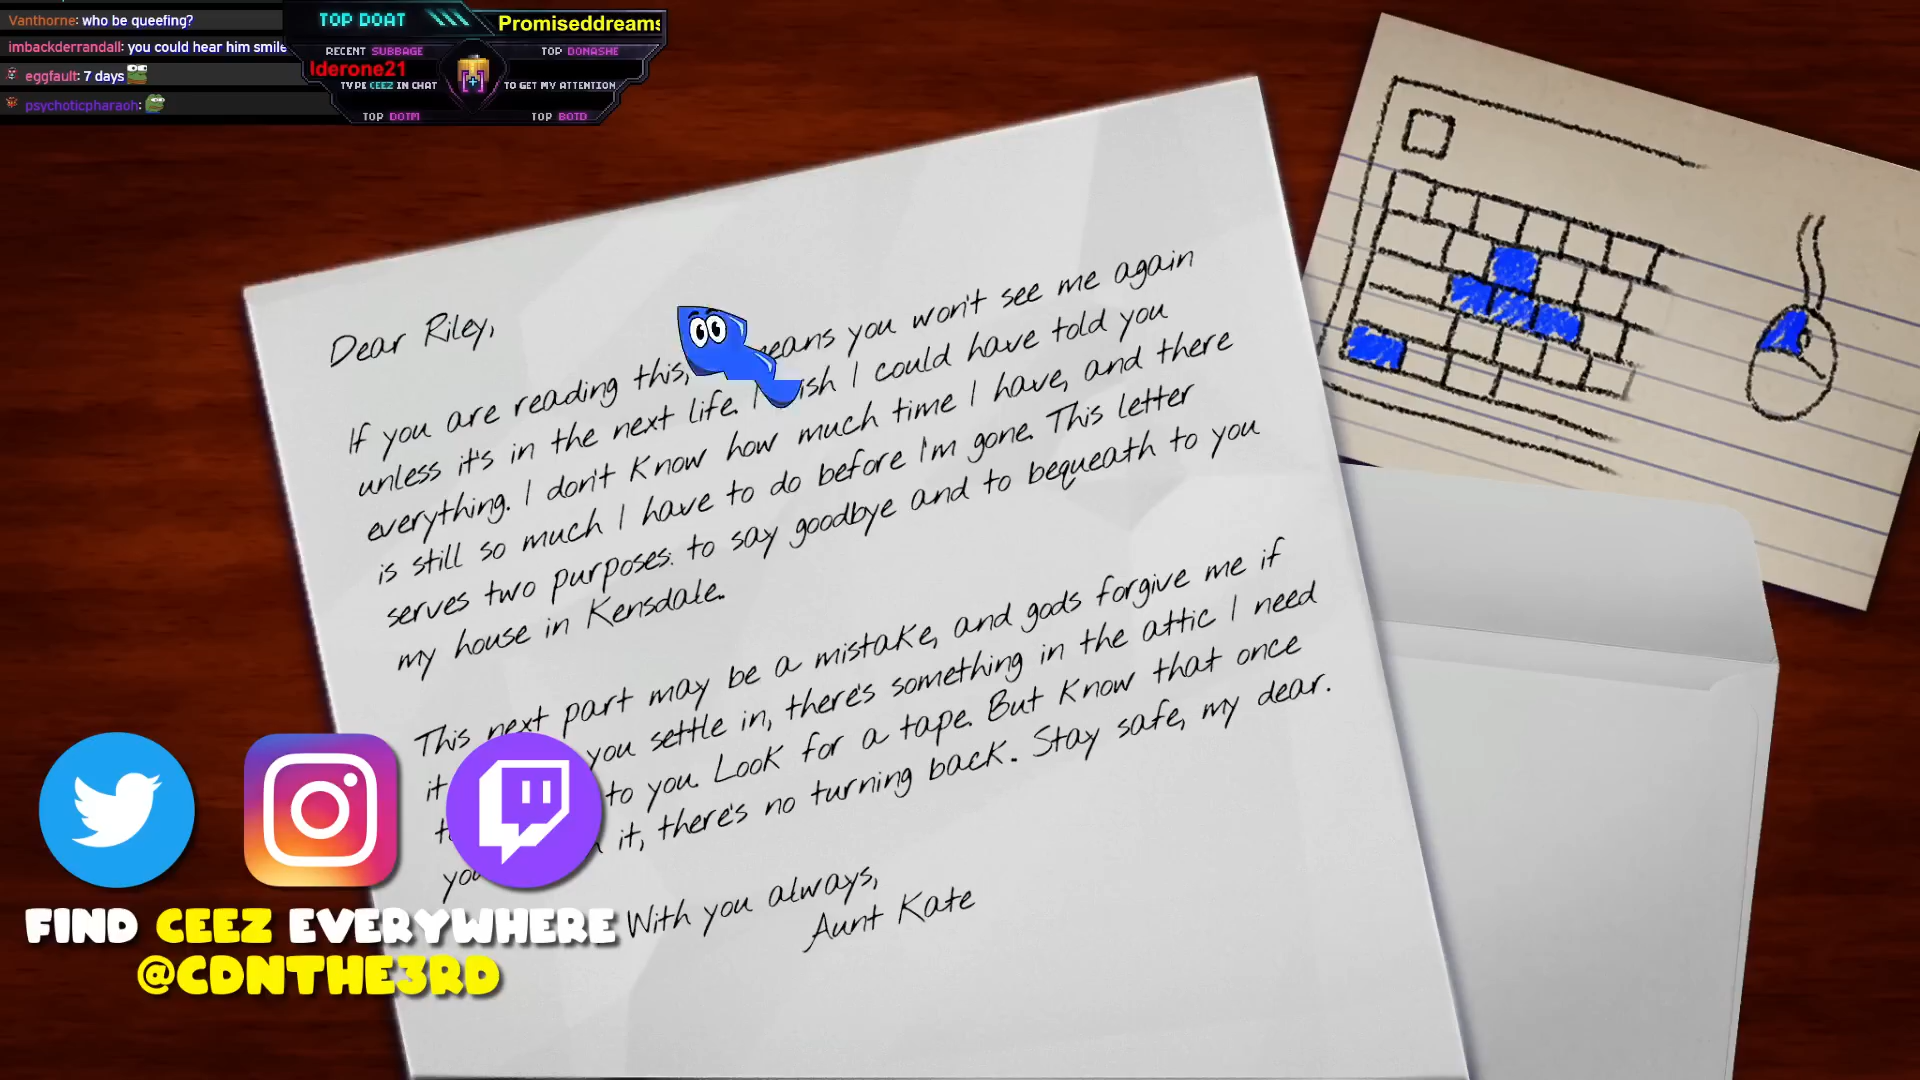 Vanthorne: who be queefing?
imbackderrandall: you could hear him smile
eggfault: 7 days
psychoticpharaoh:
TOP DOAT
Promiseddreams
RECENT SUBBAGE
TOP DONASHE
lderone21
TYPE CEEZ IN CHAT
TO GET MY ATTENTION
TOP DOTM
TOP BOTD
Dear Riley,
If you are reading this, means you won't see me again
unless it's in the next life. I wish I could have told you
everything. I don't know how much time I have, and there
is still so much I have to do before I'm gone. This letter
serves two purposes: to say goodbye and to bequeath to you
my house in Kensdale.
This next part may be a mistake, and gods forgive me if
it you settle in, there's something in the attic I need
to you. Look for a tape. But know that once
you it, there's no turning back. Stay safe, my dear.
With you always,
Aunt Kate
FIND CEEZ EVERYWHERE
@CDNTHE3RD